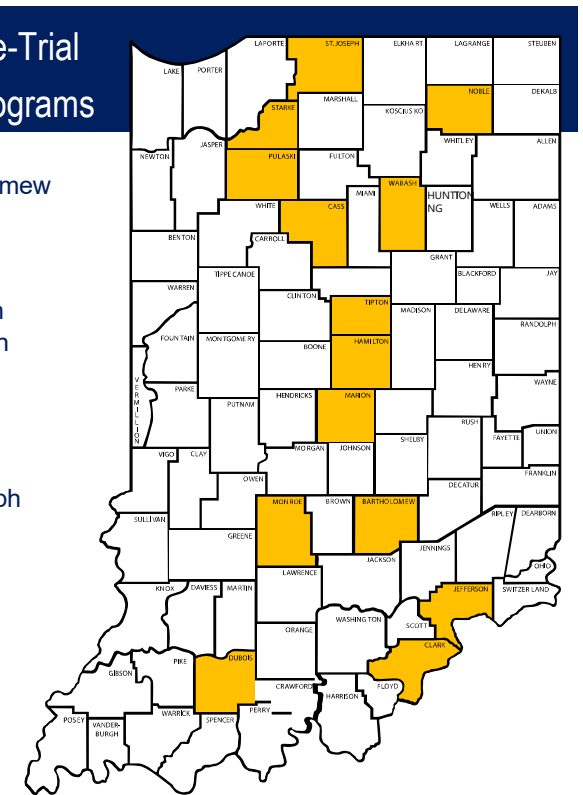 e-Trial
ograms
mew
n
n
ph
LAPORTE
ST. JOSEPH
ELKHART
LAGRANGE
STEUBEN
LAKE
PORTER
NOBLE
DEKALB
STARKE
MARSHALL
KOSCIUSKO
JASPER
WHITLEY
ALLEN
NEWTON
PULASKI
FULTON
MIAMI
WABASH
HUNTTON
NG
WHITE
CASS
WELLS
ADAMS
BENTON
CARROLL
GRANT
TIPPECANOE
BLACKFORD
JAY
WARREN
CLINTON
TIPTON
MADISON
DELAWARE
RANDOLPH
FOUNTAIN
MONTGOMERY
BOONE
HAMILTON
HENRY
VERMILLION
PARKE
HENDRICKS
MARION
WAYNE
PUTNAM
RUSH
FAYETTE
UNION
VIGO
CLAY
MORGAN
JOHNSON
SHELBY
FRANKLIN
OWEN
DECATUR
MONROE
BROWN
BARTHOLOMEW
RIPLEY
DEARBORN
SULLIVAN
GREENE
JACKSON
JENNINGS
OHIO
LAWRENCE
KNOX
DAVIESS
MARTIN
JEFFERSON
SWITZERLAND
WASHINGTON
SCOTT
ORANGE
CLARK
PIKE
DUBOIS
GIBSON
CRAWFORD
HARRISON
FLOYD
POSEY
VANDER-
BURGH
WARRICK
SPENCER
PERRY